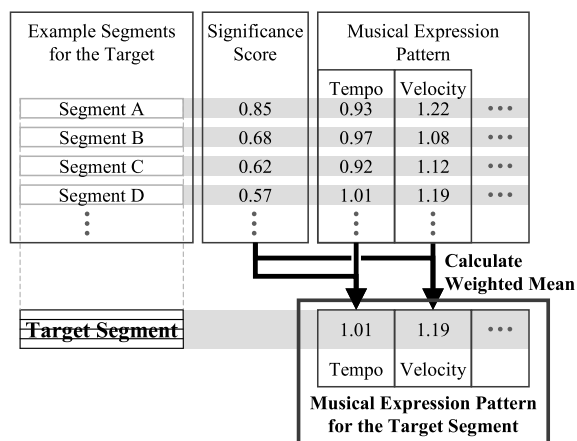 Example Segments
for the Target
Significance
Score
Musical Expression
Pattern
Tempo Velocity
Segment A 0.85 0.93 1.22 •••
Segment B 0.68 0.97 1.08 •••
Segment C 0.62 0.92 1.12 •••
Segment D 0.57 1.01 1.19 •••
Calculate
Weighted Mean
Target Segment 1.01 1.19 •••
Tempo Velocity
Musical Expression Pattern
for the Target Segment